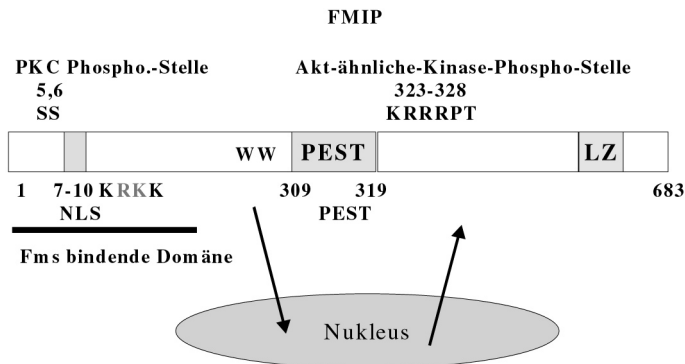 FMIP
PKC Phospho.-Stelle Akt-ähnliche-Kinase-Phospho-Stelle
5,6 323-328
SS KRRRPT
WW PEST LZ
1 7-10 KRKK 309 319 683
NLS PEST
Fms bindende Domäne
Nukleus